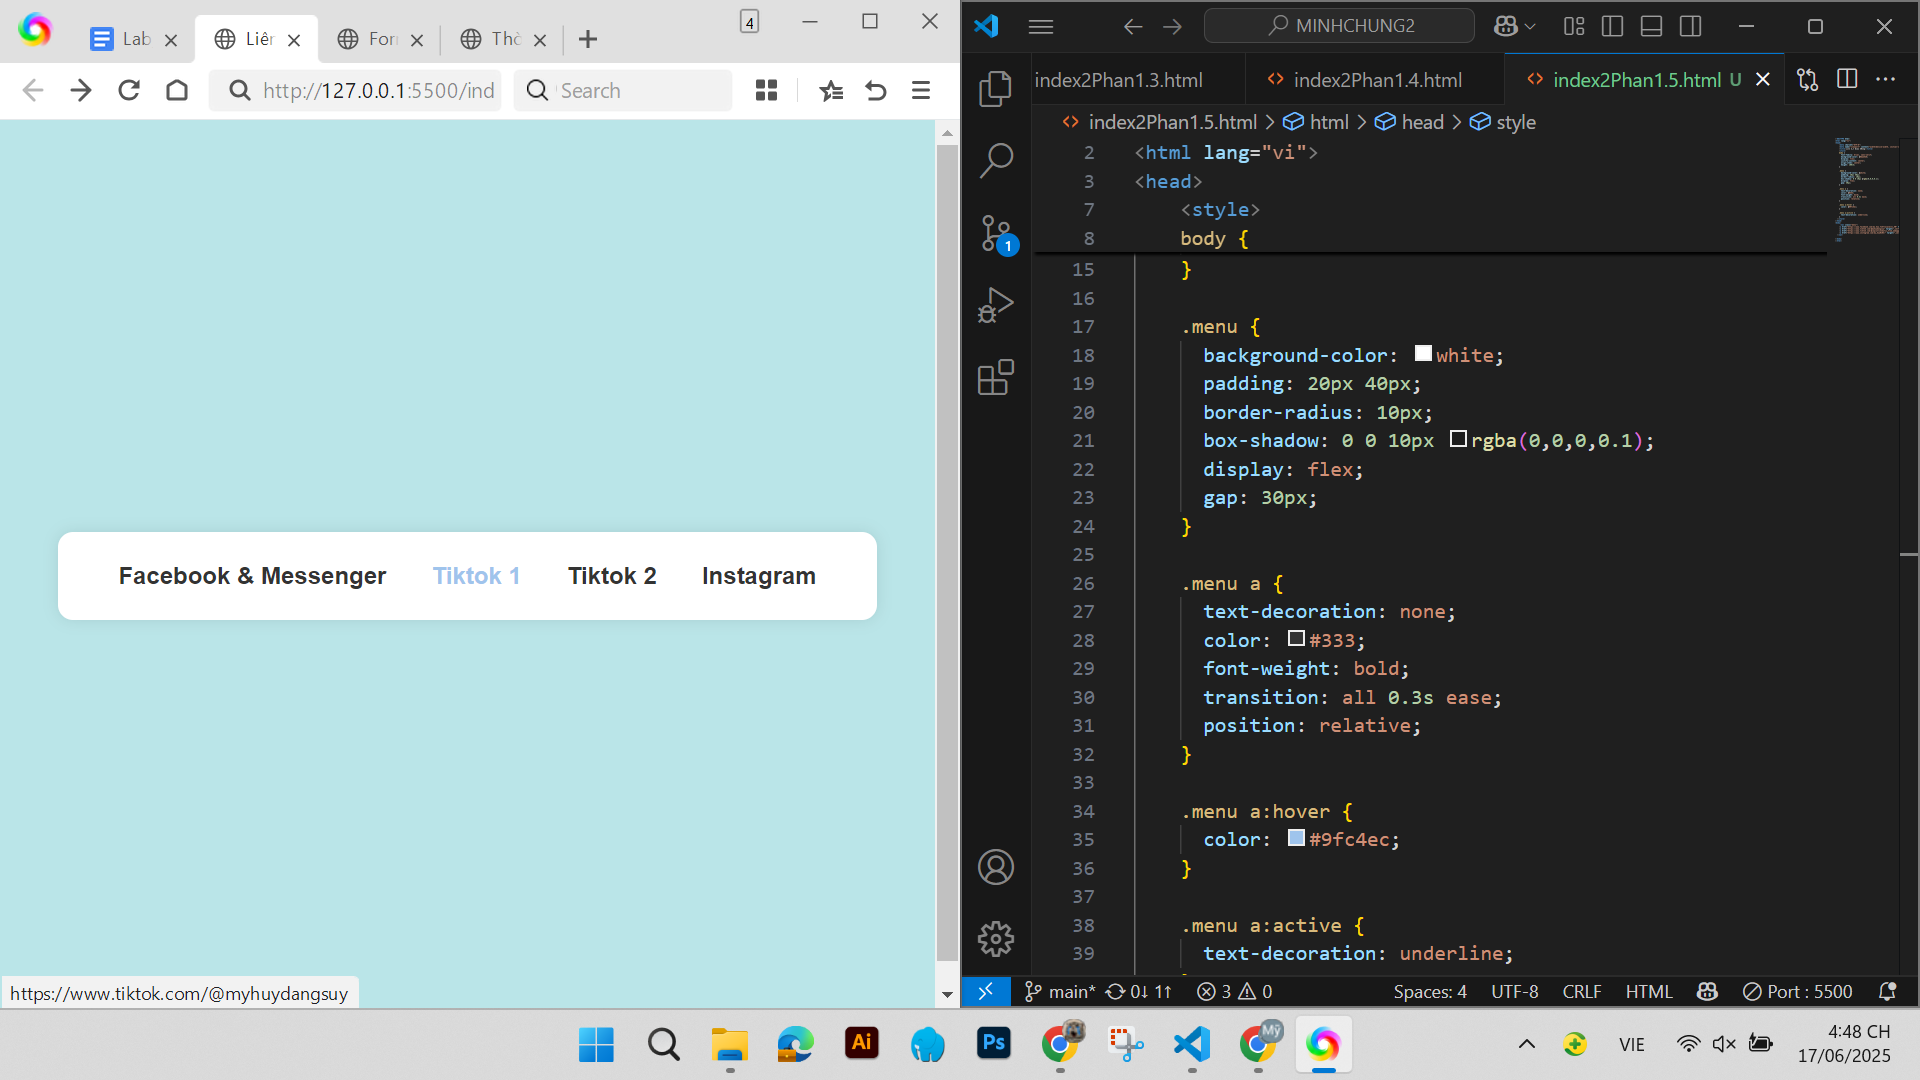 Lab
Liên
For
Thờ
4
http://127.0.0.1:5500/ind
Search
Facebook & Messenger
Tiktok 1
Tiktok 2
Instagram
https://www.tiktok.com/@myhuydangsuy
MINHCHUNG2
index2Phan1.3.html
index2Phan1.4.html
index2Phan1.5.html U
index2Phan1.5.html > html > head > style
2 <html lang="vi">
3 <head>
7 <style>
8 body {
15 }
16
17 .menu {
18 background-color: white;
19 padding: 20px 40px;
20 border-radius: 10px;
21 box-shadow: 0 0 10px rgba(0,0,0,0.1);
22 display: flex;
23 gap: 30px;
24 }
25
26 .menu a {
27 text-decoration: none;
28 color: #333;
29 font-weight: bold;
30 transition: all 0.3s ease;
31 position: relative;
32 }
33
34 .menu a:hover {
35 color: #9fc4ec;
36 }
37
38 .menu a:active {
39 text-decoration: underline;
1
main* 0↓ 1↑ 3 0 Spaces: 4 UTF-8 CRLF HTML Port : 5500
Ai
Ps
Mỹ
VIE
4:48 CH
17/06/2025